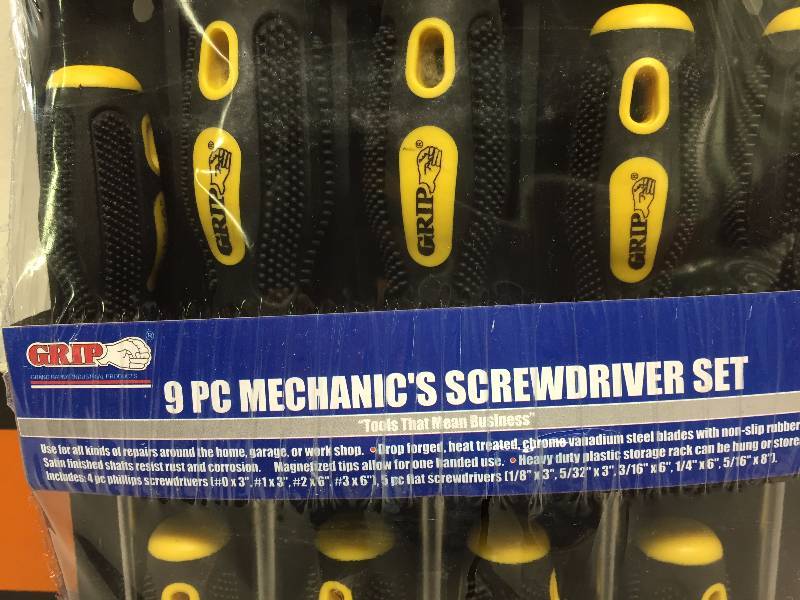 GRIP
GRIP
GRIP
GRIP
9 PC MECHANIC'S SCREWDRIVER SET
"Tools That Mean Business"
Use for all kinds of repairs around the home, garage, or work shop. • Drop forged, heat treated, chrome vanadium steel blades with non-slip rubber
Satin finished shafts resist rust and corrosion. Magnetized tips allow for one handed use. • Heavy duty plastic storage rack can be hung or store
Includes: 4 pc phillips screwdrivers (#0 x 3", #1 x 3", #2 x 6", #3 x 6"), 5 pc flat screwdrivers (1/8" x 3", 5/32" x 3", 3/16" x 6", 1/4" x 6", 5/16" x 8").